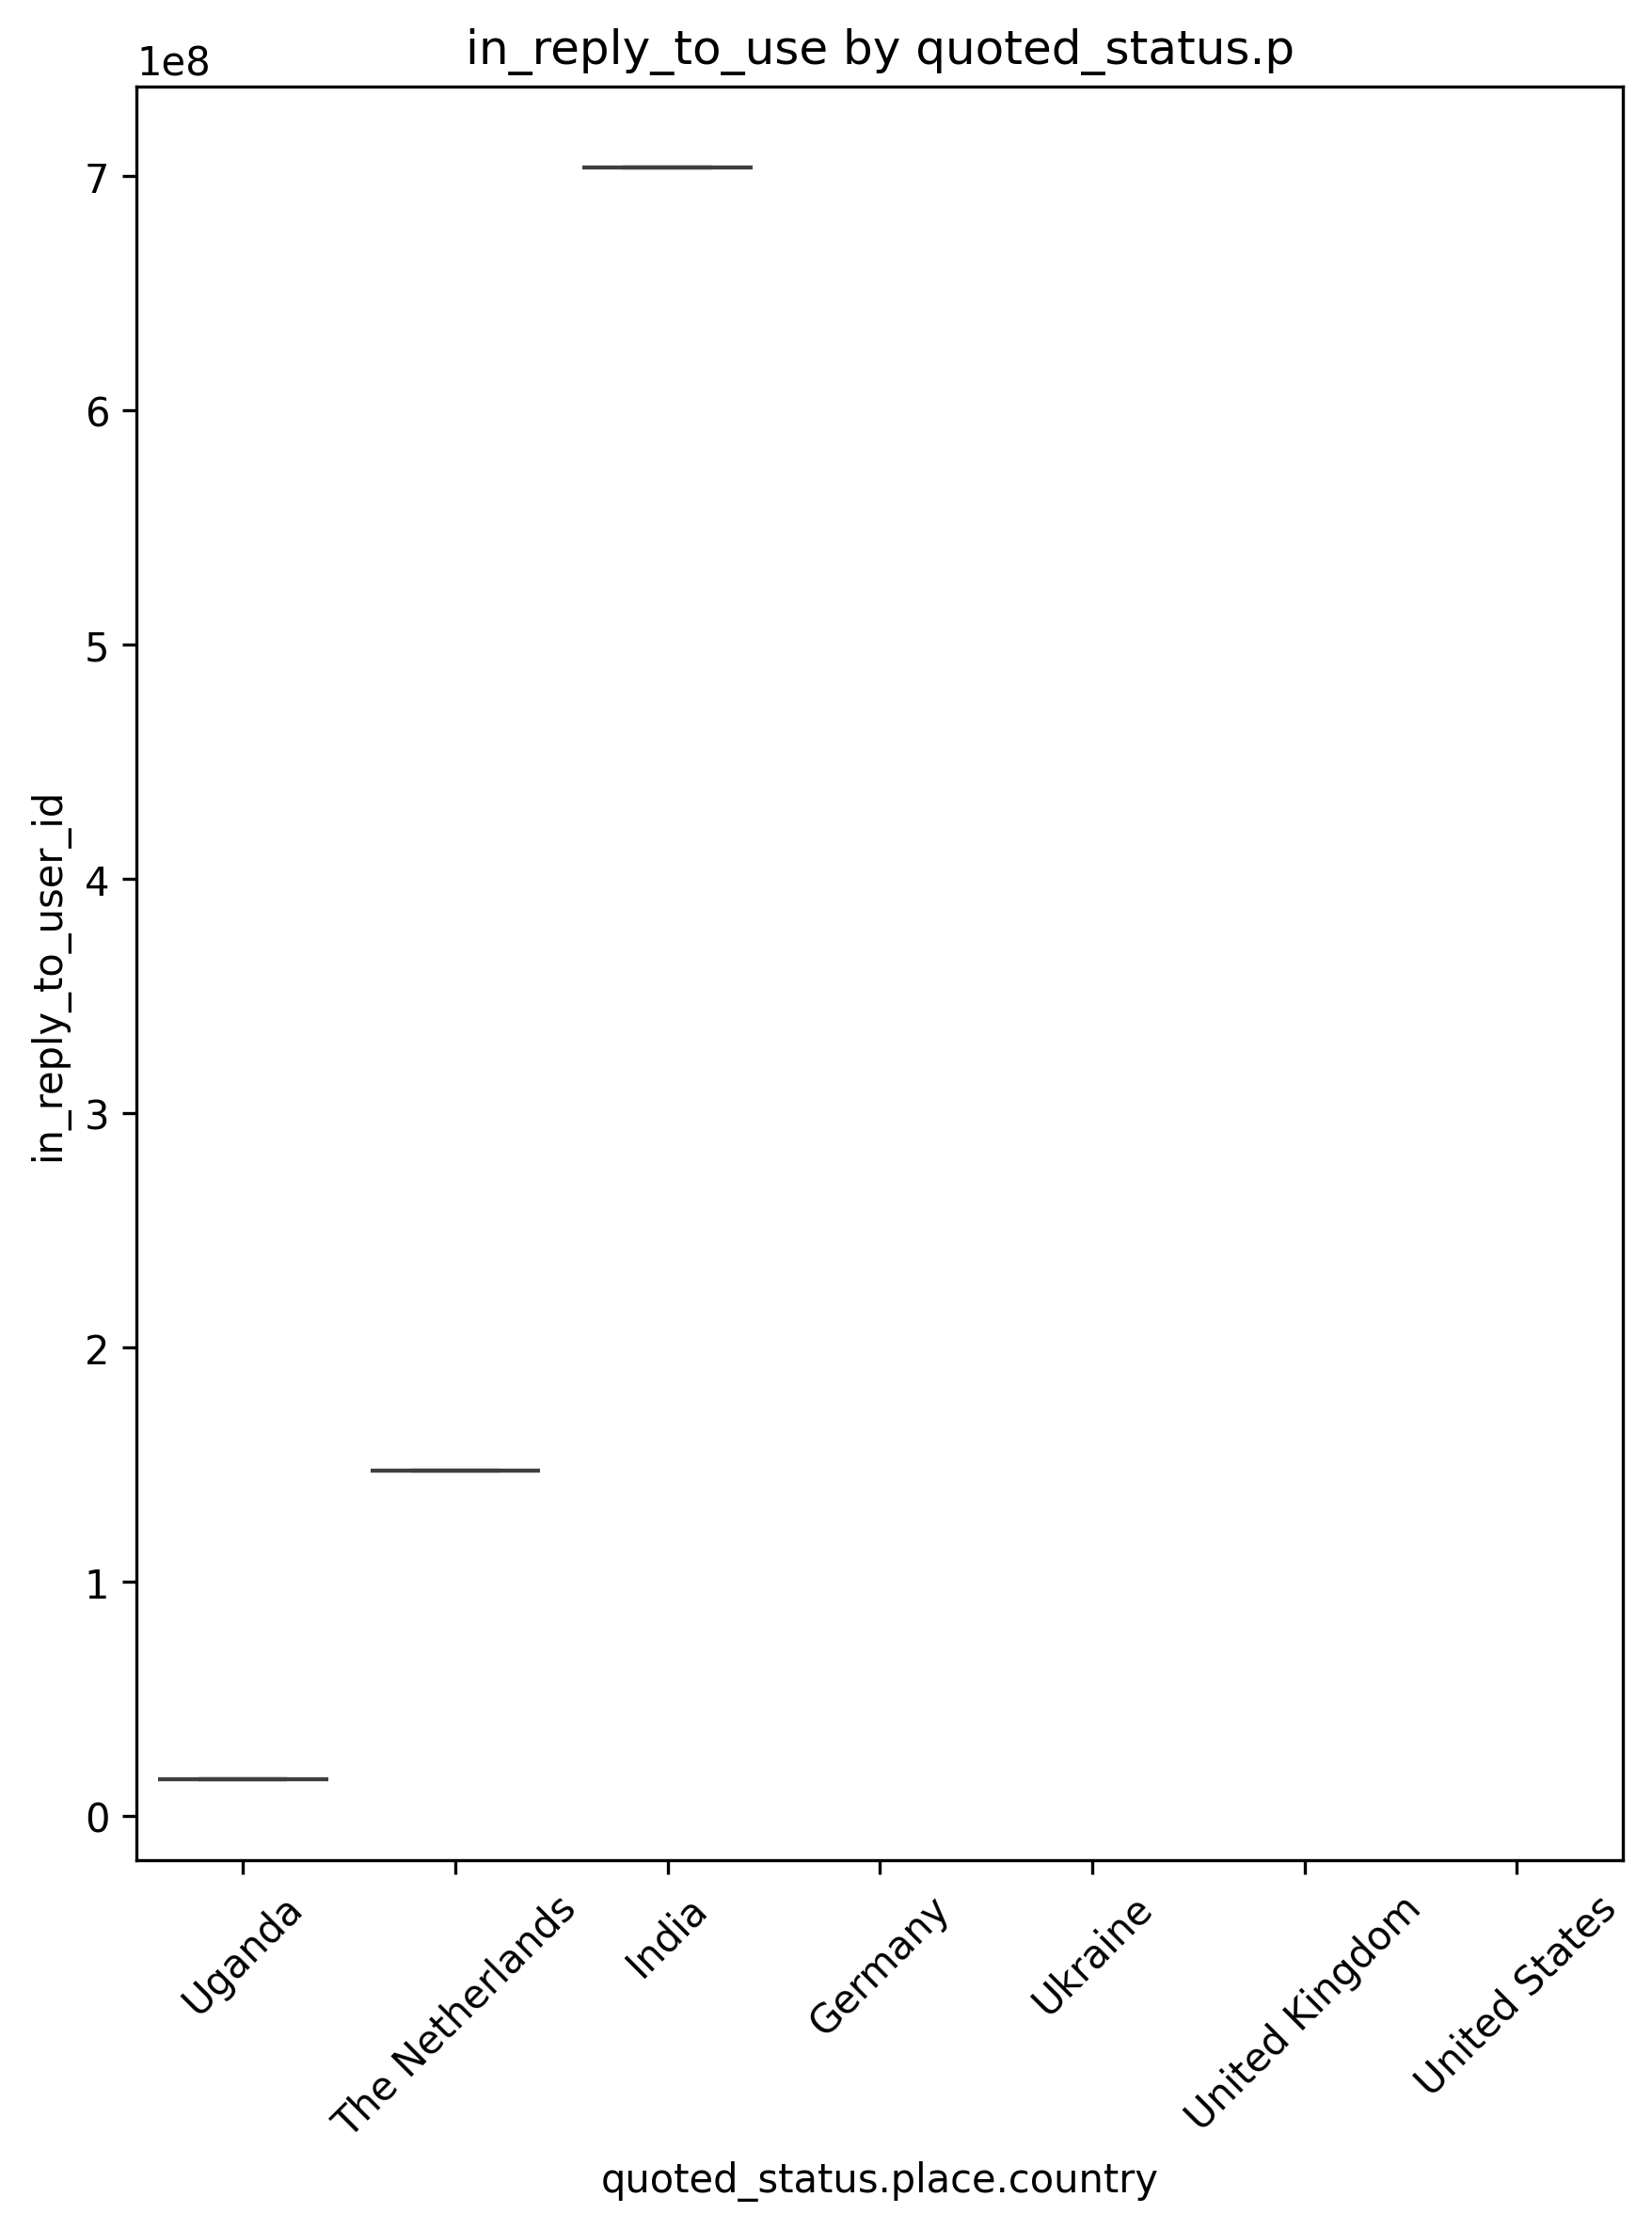 in_reply_to_use by quoted_status.p
1e8
7
6
5
4
3
2
1
0
in_reply_to_user_id
Uganda
The Netherlands
India
Germany
Ukraine
United Kingdom
United States
quoted_status.place.country